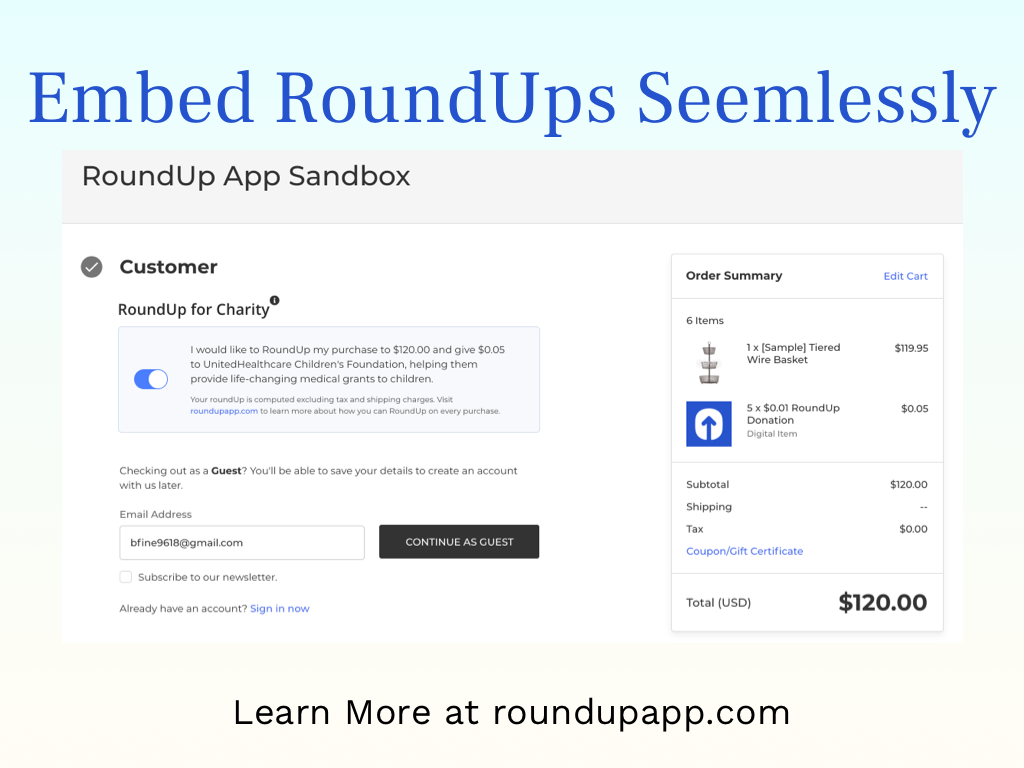 Embed RoundUps Seemlessly
RoundUp App Sandbox
Customer
RoundUp for Charity
I would like to RoundUp my purchase to $120.00 and give $0.05
to UnitedHealthcare Children's Foundation, helping them
provide life-changing medical grants to children.
Your roundUp is computed excluding tax and shipping charges. Visit
roundupapp.com to learn more about how you can RoundUp on every purchase.
Checking out as a Guest? You'll be able to save your details to create an account
with us later.
Email Address
bfine9618@gmail.com
CONTINUE AS GUEST
Subscribe to our newsletter.
Already have an account? Sign in now
Order Summary
Edit Cart
6 Items
1 x [Sample] Tiered
Wire Basket
$119.95
5 x $0.01 RoundUp
Donation
Digital Item
$0.05
Subtotal $120.00
Shipping --
Tax $0.00
Coupon/Gift Certificate
Total (USD) $120.00
Learn More at roundupapp.com